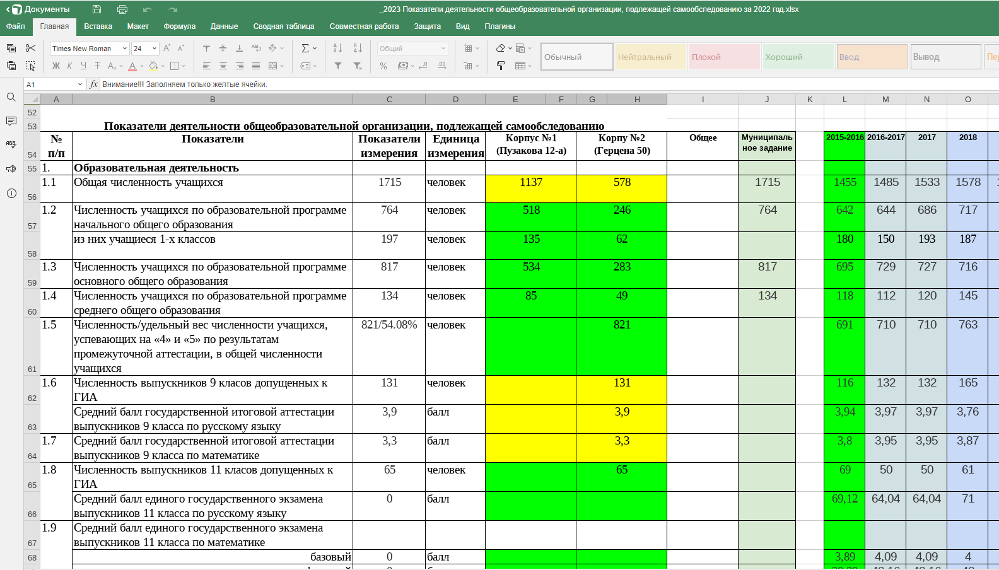 Документы
_2023 Показатели деятельности общеобразовательной организации, подлежащей самообследованию за 2022 год.xlsx
Файл Главная Вставка Макет Формула Данные Сводная таблица Совместная работа Защита Вид Плагины
Times New Roman 24 Общий
Обычный Нейтральный Плохой Хороший Ввод Вывод
A1 fx Внимание!!! Заполняем только желтые ячейки.
A B C D E F G H I J K L M N O
52
53 Показатели деятельности общеобразовательной организации, подлежащей самообследованию
54 № п/п Показатели Показатели измерения Единица измерения Корпус №1 (Пузакова 12-а) Корпу №2 (Герцена 50) Общее Муниципаль ное задание 2015-2016 2016-2017 2017 2018
55 1. Образовательная деятельность
56 1.1 Общая численность учащихся 1715 человек 1137 578 1715 1455 1485 1533 1578
57 1.2 Численность учащихся по образовательной программе начального общего образования 764 человек 518 246 764 642 644 686 717
58 из них учащиеся 1-х классов 197 человек 135 62 180 150 193 187
59 1.3 Численность учащихся по образовательной программе основного общего образования 817 человек 534 283 817 695 729 727 716
60 1.4 Численность учащихся по образовательной программе среднего общего образования 134 человек 85 49 134 118 112 120 145
61 1.5 Численность/удельный вес численности учащихся, успевающих на «4» и «5» по результатам промежуточной аттестации, в общей численности учащихся 821/54.08% человек 821 691 710 710 763
62 1.6 Численность выпускников 9 класов допущенных к ГИА 131 человек 131 116 132 132 165
63 Средний балл государственной итоговой аттестации выпускников 9 класса по русскому языку 3,9 балл 3,9 3,94 3,97 3,97 3,76
64 1.7 Средний балл государственной итоговой аттестации выпускников 9 класса по математике 3,3 балл 3,3 3,8 3,95 3,95 3,87
65 1.8 Численность выпускников 11 класов допущенных к ГИА 65 человек 65 69 50 50 61
66 Средний балл единого государственного экзамена выпускников 11 класса по русскому языку 0 балл 69,12 64,04 64,04 71
67 1.9 Средний балл единого государственного экзамена выпускников 11 класса по математике
68 базовый 0 балл 3,89 4,09 4,09 4